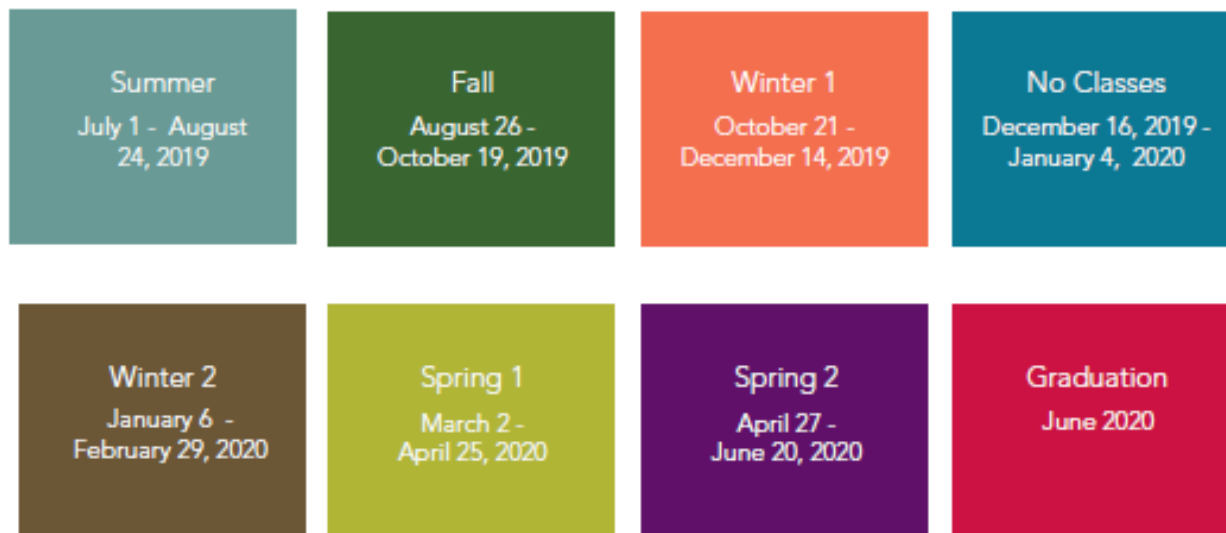 Summer
July 1 - August
24, 2019
Fall
August 26 -
October 19, 2019
Winter 1
October 21 -
December 14, 2019
No Classes
December 16, 2019 -
January 4, 2020
Winter 2
January 6 -
February 29, 2020
Spring 1
March 2 -
April 25, 2020
Spring 2
April 27 -
June 20, 2020
Graduation
June 2020